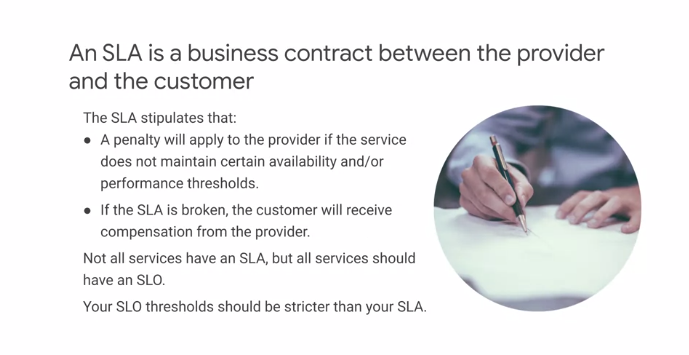 An SLA is a business contract between the provider
and the customer
The SLA stipulates that:
● A penalty will apply to the provider if the service
does not maintain certain availability and/or
performance thresholds.
● If the SLA is broken, the customer will receive
compensation from the provider.
Not all services have an SLA, but all services should
have an SLO.
Your SLO thresholds should be stricter than your SLA.